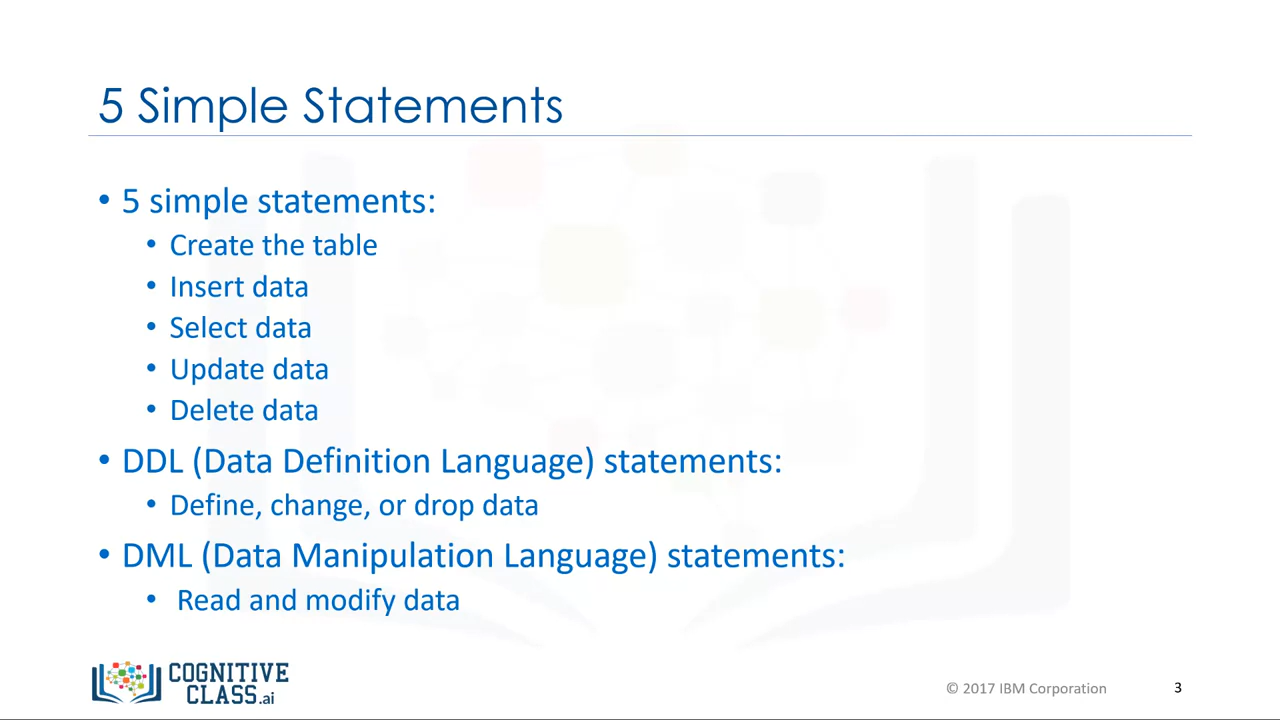 5 Simple Statements
• 5 simple statements:
• Create the table
• Insert data
• Select data
• Update data
• Delete data
• DDL (Data Definition Language) statements:
• Define, change, or drop data
• DML (Data Manipulation Language) statements:
• Read and modify data
COGNITIVE
CLASS.ai
© 2017 IBM Corporation
3